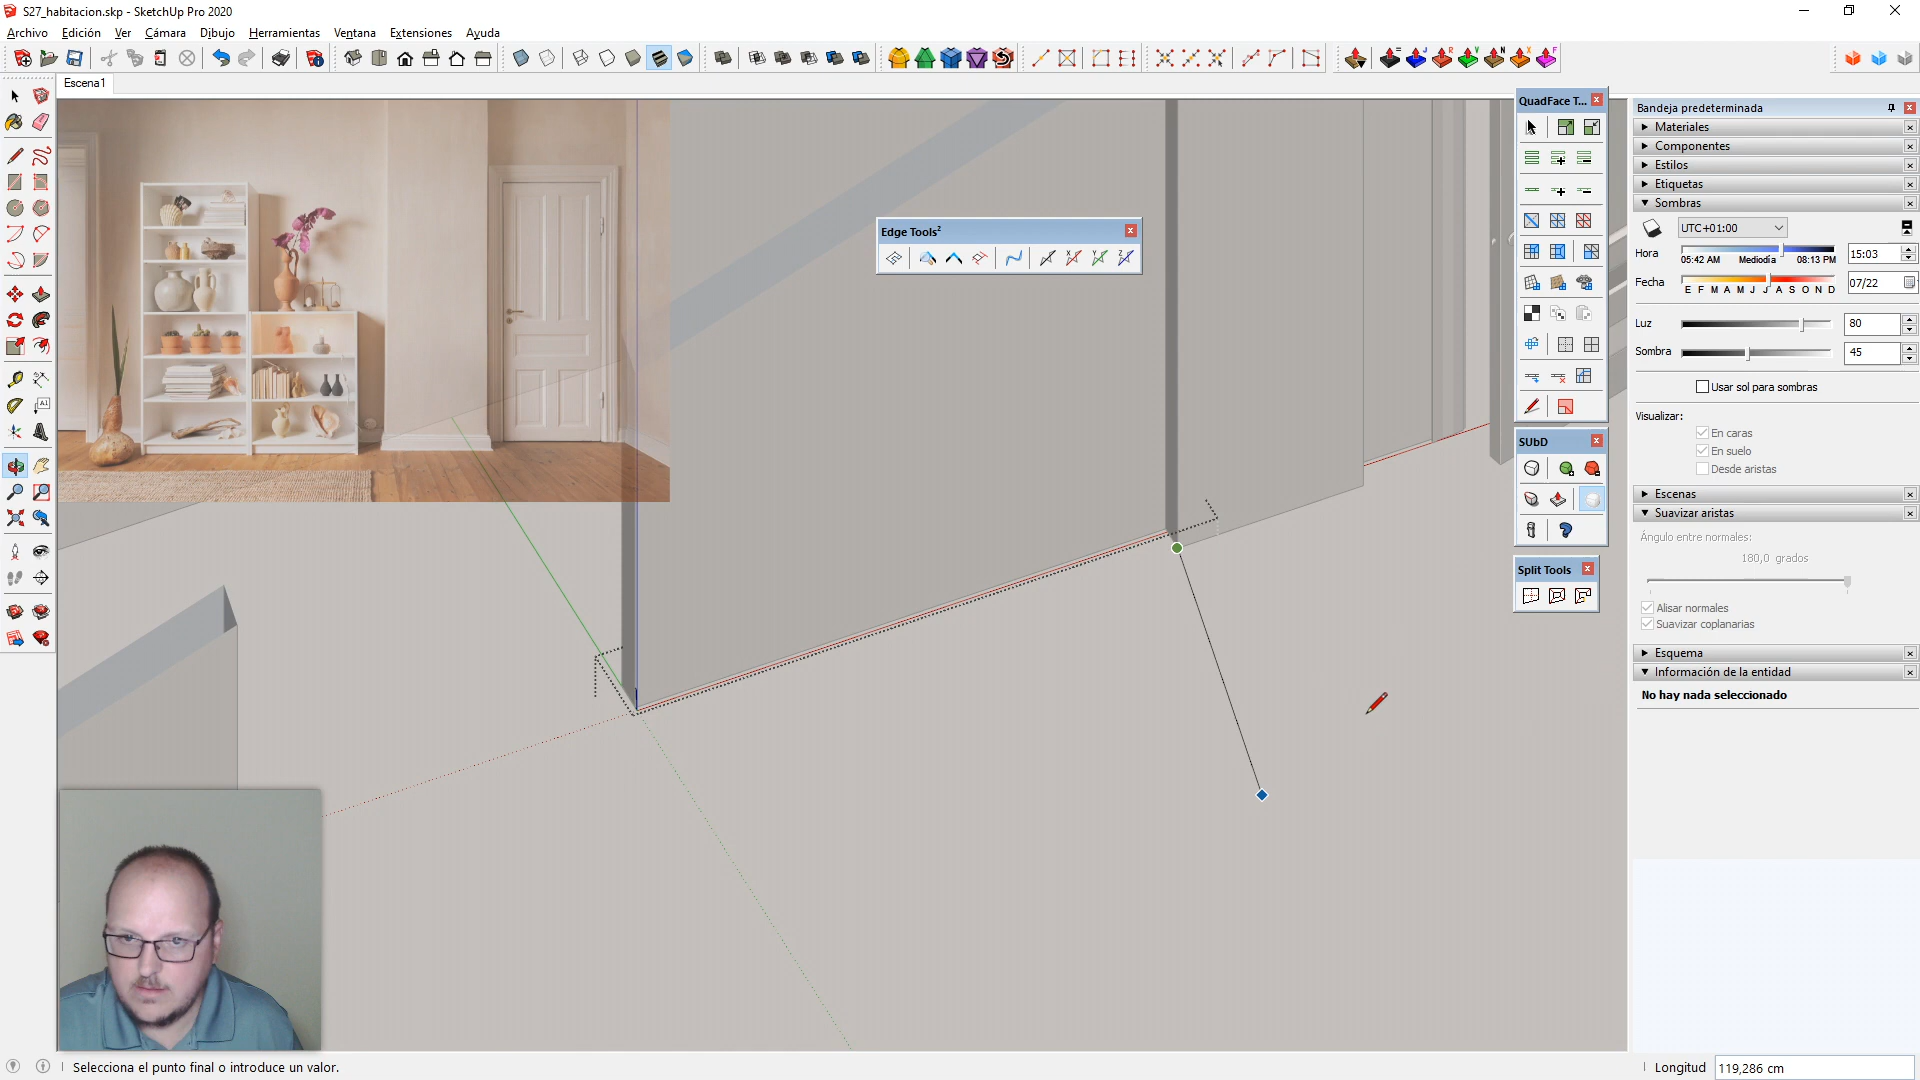 S27_habitacion.skp - SketchUp Pro 2020
Archivo Edición Ver Cámara Dibujo Herramientas Ventana Extensiones Ayuda
Escena1
Edge Tools²
QuadFace T...
SUbD
Split Tools
Bandeja predeterminada
Materiales
Componentes
Estilos
Etiquetas
Sombras
UTC+01:00
Hora
05:42 AM Mediodía 08:13 PM
15:03
Fecha
E F M A M J J A S O N D
07/22
Luz
80
Sombra
45
Usar sol para sombras
Visualizar:
En caras
En suelo
Desde aristas
Escenas
Suavizar aristas
Ángulo entre normales:
180,0 grados
Alisar normales
Suavizar coplanarias
Esquema
Información de la entidad
No hay nada seleccionado
Selecciona el punto final o introduce un valor.
Longitud 119,286 cm